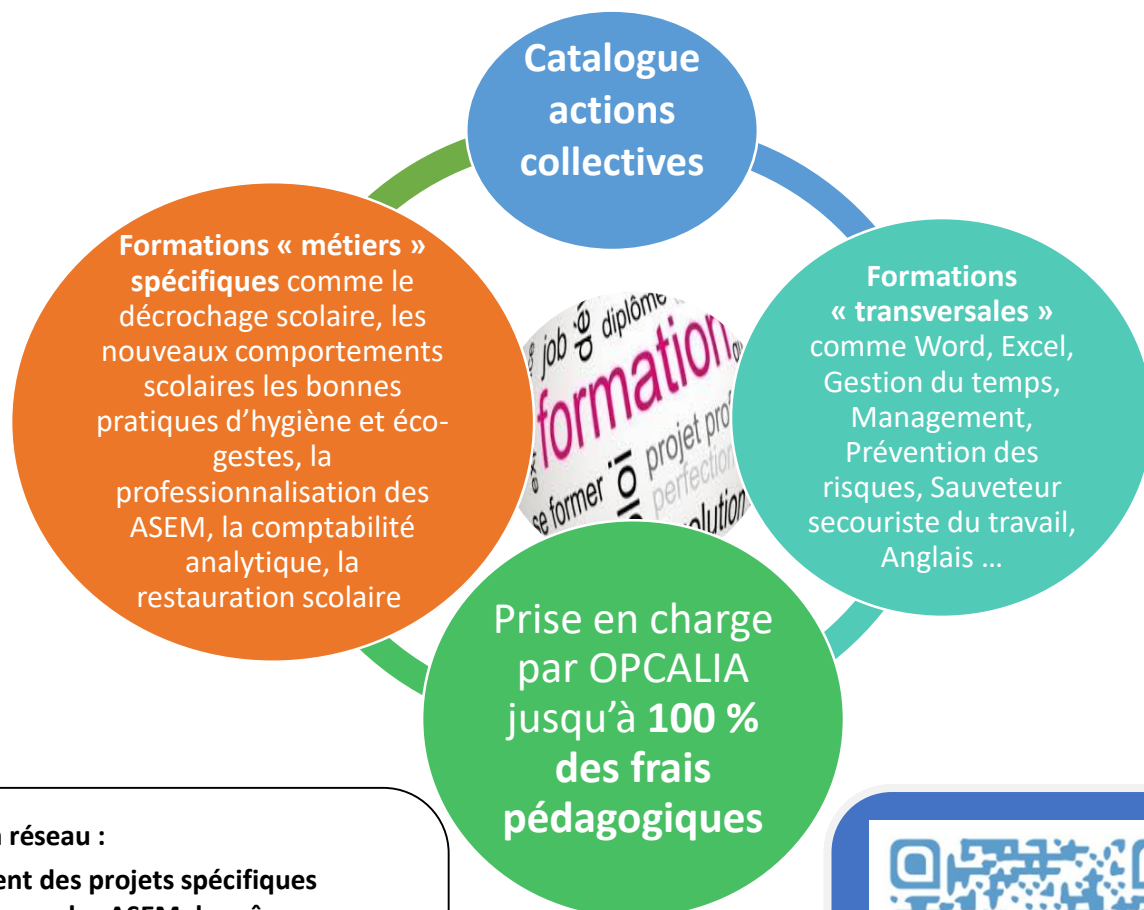 Catalogue
actions
collectives
Formations « métiers »
spécifiques comme le
décrochage scolaire, les
nouveaux comportements
scolaires les bonnes
pratiques d'hygiène et éco-
gestes, la
professionnalisation des
ASEM, la comptabilité
analytique, la
restauration scolaire
job
diplôme
formation
projet
se former
Formations
« transversales »
comme Word, Excel,
Gestion du temps,
Management,
Prévention des
risques, Sauveteur
secouriste du travail,
Anglais …
Prise en charge
par OPCALIA
jusqu'à 100 %
des frais
pédagogiques
réseau :
des projets spécifiques